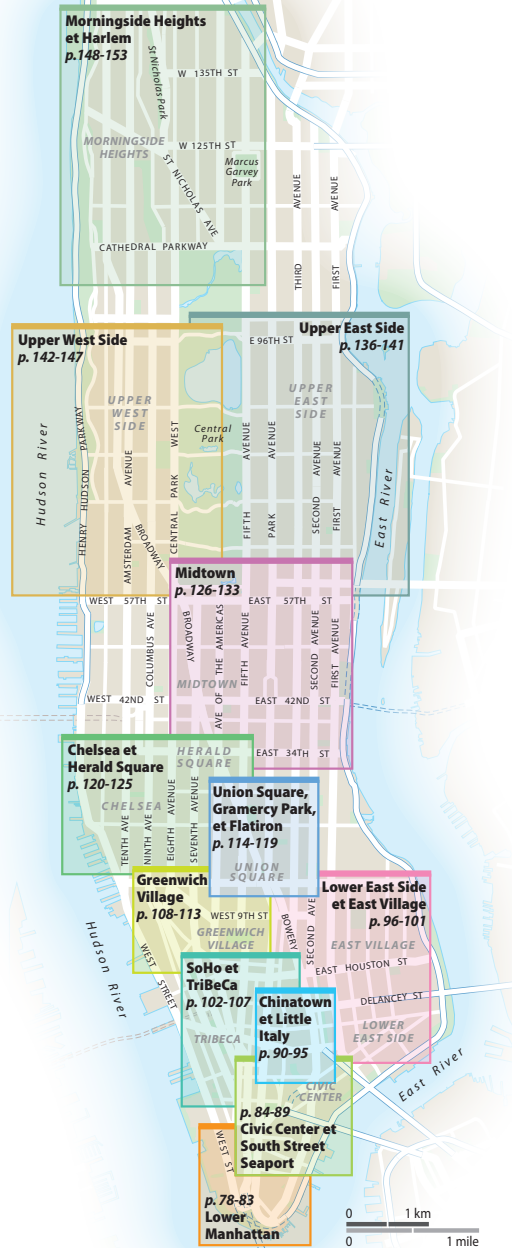 Morningside Heights
et Harlem
p.148-153
St Nicholas Park
W 135TH ST
MORNINGSIDE
HEIGHTS
W 125TH ST
ST NICHOLAS AVE
Marcus
Garvey
Park
THIRD AVENUE
FIRST AVENUE
CATHEDRAL PARKWAY
Upper West Side
p. 142-147
Upper East Side
p. 136-141
E 96TH ST
UPPER
WEST
SIDE
UPPER
EAST
SIDE
Central
Park
Hudson River
HENRY HUDSON PARKWAY
AMSTERDAM AVENUE
BROADWAY
CENTRAL PARK WEST
FIFTH AVENUE
PARK AVENUE
SECOND AVENUE
FIRST AVENUE
East River
Midtown
p. 126-133
WEST 57TH ST
EAST 57TH ST
COLUMBUS AVE
BROADWAY
AVE OF THE AMERICAS
FIFTH AVENUE
SECOND AVENUE
FIRST AVENUE
MIDTOWN
WEST 42ND ST
EAST 42ND ST
Chelsea et
Herald Square
p. 120-125
HERALD
SQUARE
EAST 34TH ST
CHELSEA
TENTH AVE
NINTH AVE
EIGHTH AVENUE
SEVENTH AVENUE
Union Square,
Gramercy Park,
et Flatiron
p. 114-119
UNION
SQUARE
Greenwich
Village
p. 108-113
WEST 9TH ST
GREENWICH
VILLAGE
Lower East Side
et East Village
p. 96-101
BOWERY
SECOND AVE
EAST VILLAGE
EAST HOUSTON ST
DELANCEY ST
LOWER
EAST SIDE
Hudson River
WEST STREET
SoHo et
TriBeCa
p. 102-107
TRIBECA
Chinatown
et Little
Italy
p. 90-95
CIVIC
CENTER
East River
p. 84-89
Civic Center et
South Street
Seaport
WEST ST
p. 78-83
Lower
Manhattan
0 1 km
0 1 mile